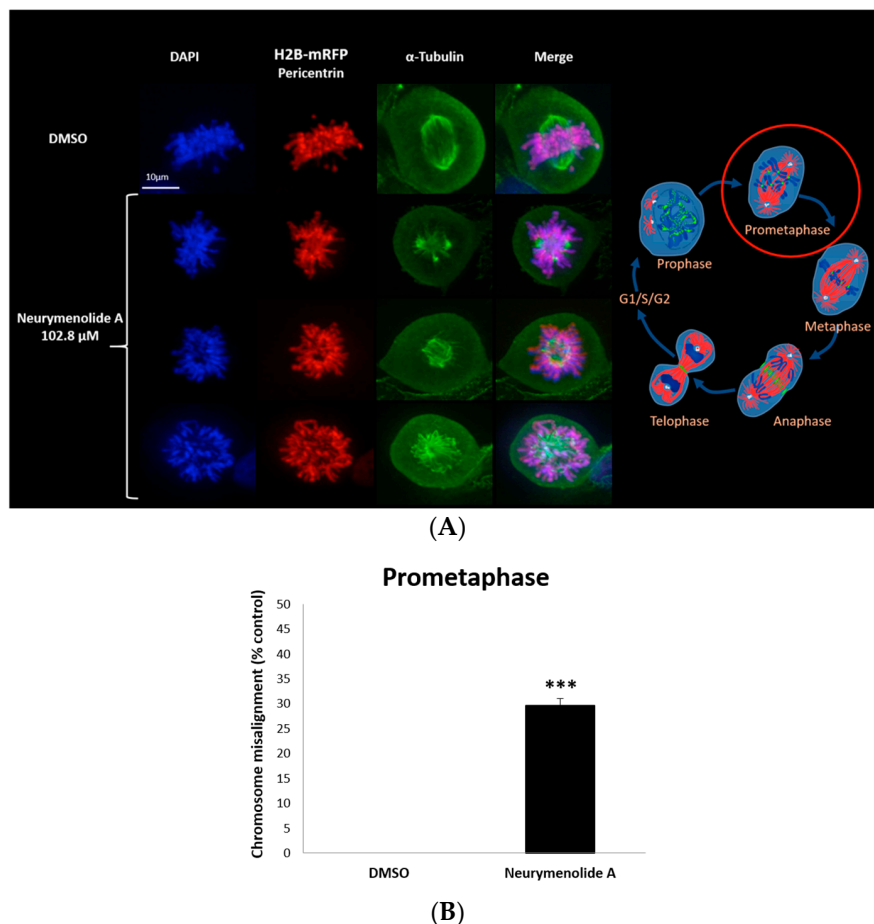 DAPI
H2B-mRFP
Pericentrin
α-Tubulin
Merge
DMSO
10µm
Neurymenolide A
102.8 µM
Prophase
Prometaphase
Metaphase
G1/S/G2
Telophase
Anaphase
(A)
Prometaphase
Chromosome misalignment (% control)
50
45
40
35
30
25
20
15
10
5
0
***
DMSO
Neurymenolide A
(B)